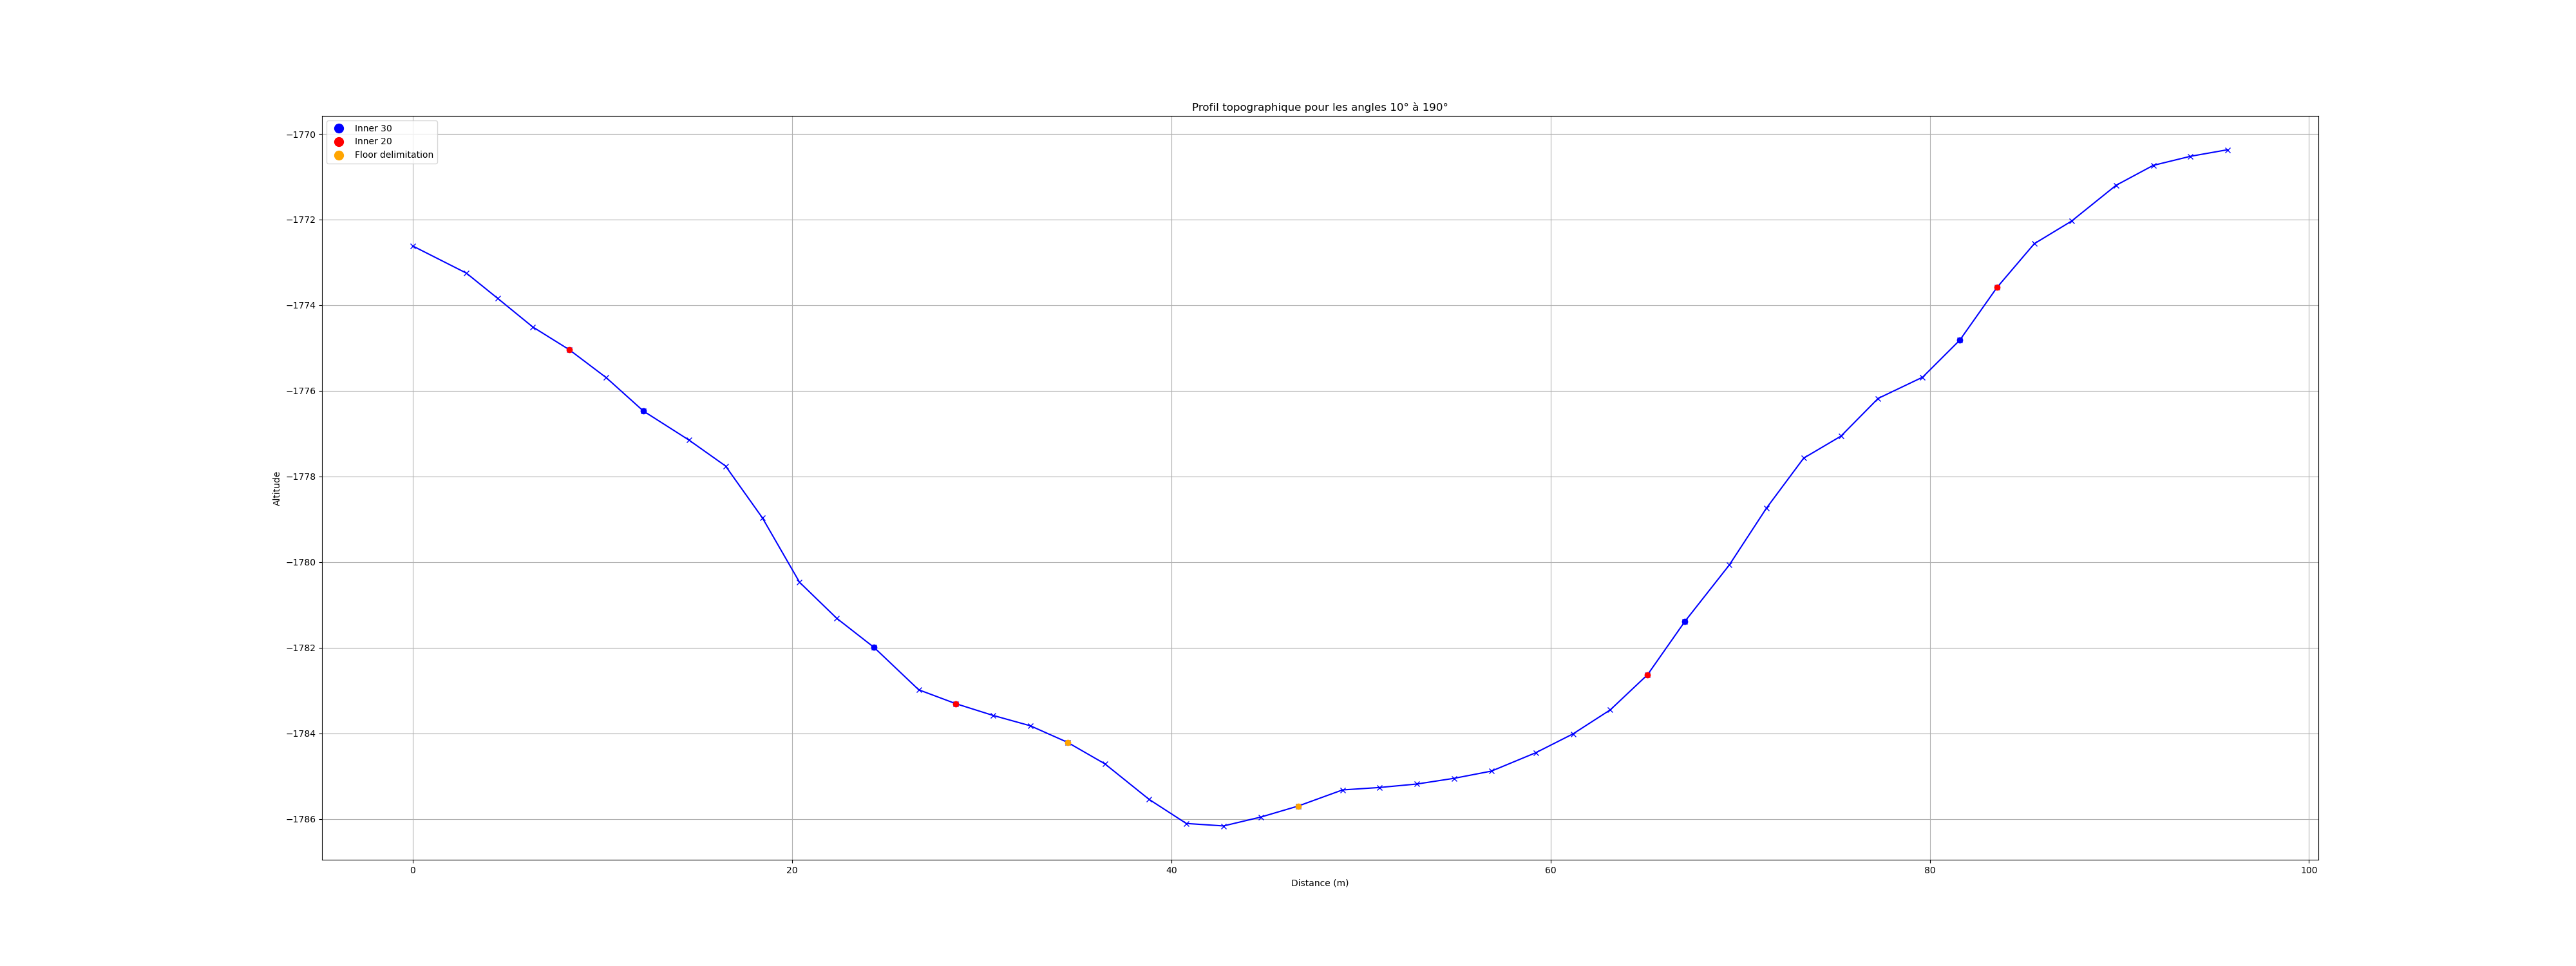 Profil topographique pour les angles 10° à 190°
Inner 30
Inner 20
Floor delimitation
−1770
−1772
−1774
−1776
−1778
−1780
−1782
−1784
−1786
Altitude
0
20
40
60
80
100
Distance (m)